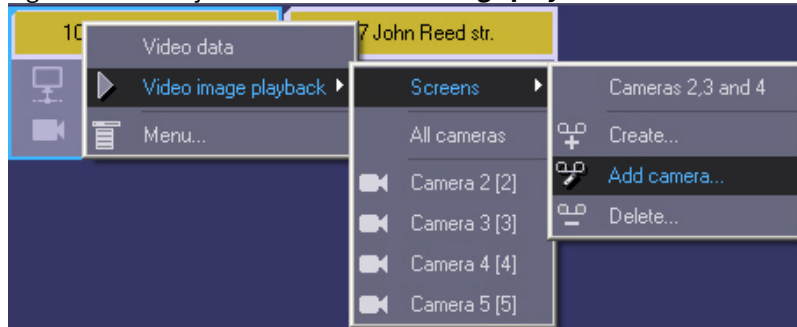 10
7 John Reed str.
Video data
Video image playback
Menu...
Screens
All cameras
Camera 2 [2]
Camera 3 [3]
Camera 4 [4]
Camera 5 [5]
Cameras 2,3 and 4
Create...
Add camera...
Delete...